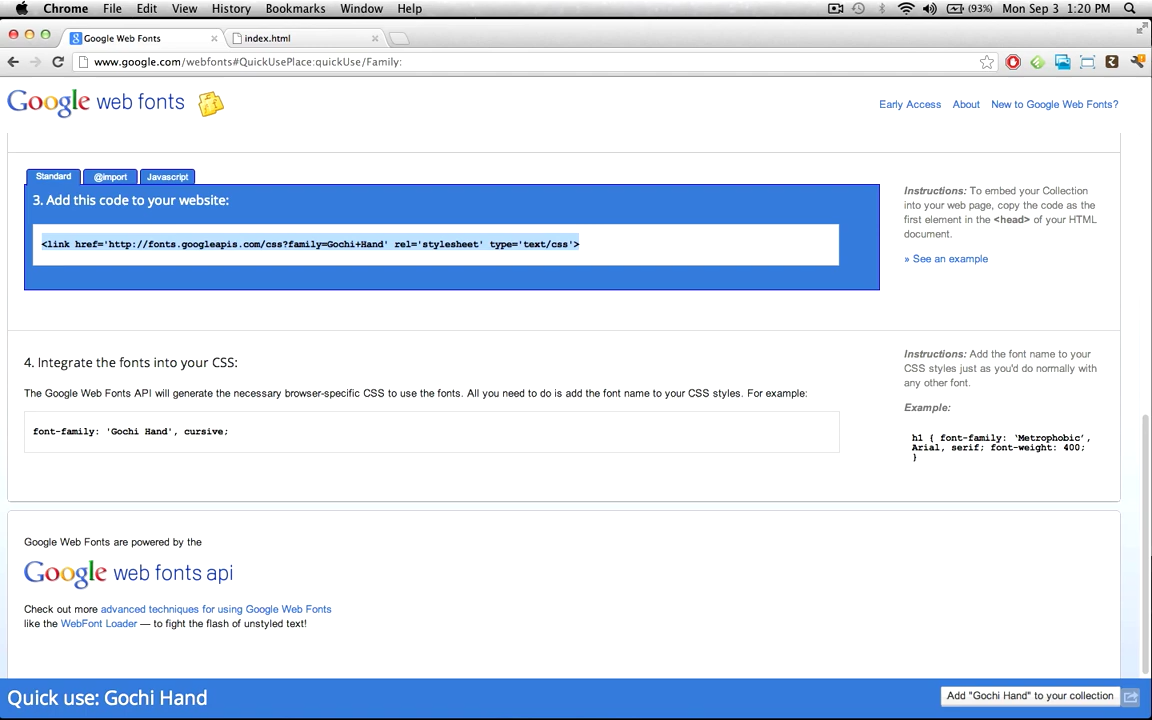 Chrome File Edit View History Bookmarks Window Help (93%) Mon Sep 3 1:20 PM
Google Web Fonts index.html
www.google.com/webfonts#QuickUsePlace:quickUse/Family:
Google web fonts
Early Access About New to Google Web Fonts?
Standard @import Javascript
3. Add this code to your website:
<link href='http://fonts.googleapis.com/css?family=Gochi+Hand' rel='stylesheet' type='text/css'>
Instructions: To embed your Collection
into your web page, copy the code as the
first element in the <head> of your HTML
document.
» See an example
4. Integrate the fonts into your CSS:
The Google Web Fonts API will generate the necessary browser-specific CSS to use the fonts. All you need to do is add the font name to your CSS styles. For example:
font-family: 'Gochi Hand', cursive;
Instructions: Add the font name to your
CSS styles just as you'd do normally with
any other font.
Example:
h1 { font-family: 'Metrophobic',
Arial, serif; font-weight: 400;
}
Google Web Fonts are powered by the
Google web fonts api
Check out more advanced techniques for using Google Web Fonts
like the WebFont Loader — to fight the flash of unstyled text!
Quick use: Gochi Hand
Add "Gochi Hand" to your collection